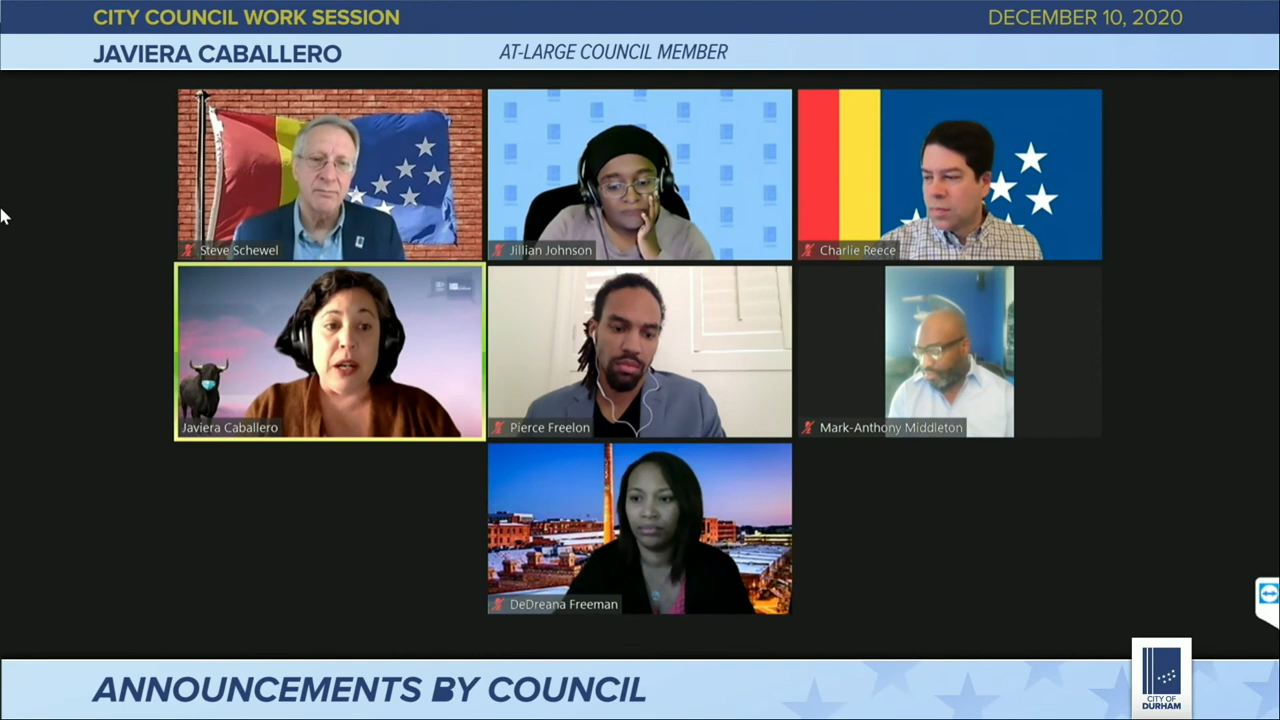 CITY COUNCIL WORK SESSION
DECEMBER 10, 2020
JAVIERA CABALLERO
AT-LARGE COUNCIL MEMBER
Steve Schewel
Jillian Johnson
Charlie Reece
Javiera Caballero
Pierce Freelon
Mark-Anthony Middleton
DeDreana Freeman
ANNOUNCEMENTS BY COUNCIL
CITY OF
DURHAM